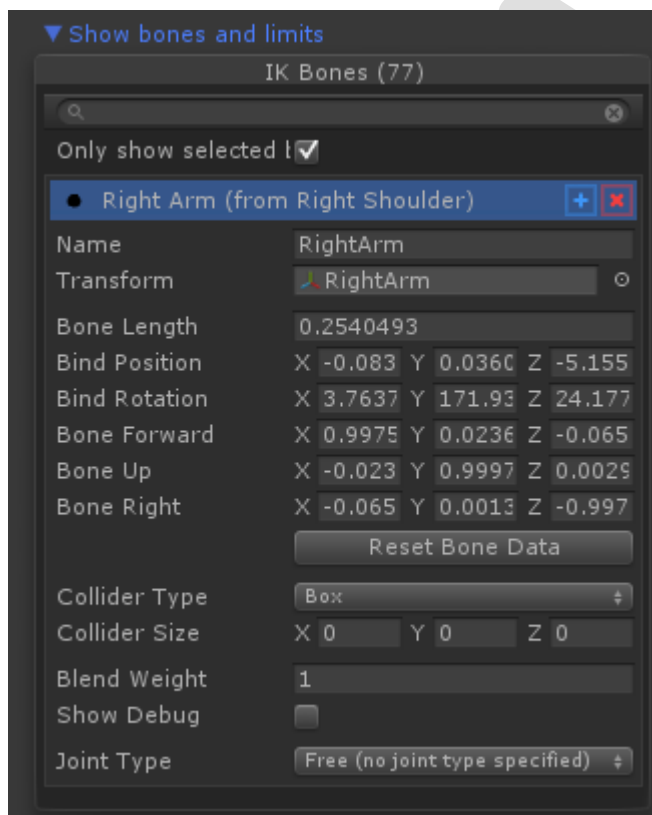 ▼ Show bones and limits
IK Bones (77)
Only show selected
Right Arm (from Right Shoulder)
Name RightArm
Transform RightArm
Bone Length 0.2540493
Bind Position X -0.083 Y 0.0360 Z -5.155
Bind Rotation X 3.7637 Y 171.93 Z 24.177
Bone Forward X 0.9975 Y 0.0236 Z -0.065
Bone Up X -0.023 Y 0.9997 Z 0.0029
Bone Right X -0.065 Y 0.0013 Z -0.997
Reset Bone Data
Collider Type Box
Collider Size X 0 Y 0 Z 0
Blend Weight 1
Show Debug
Joint Type Free (no joint type specified)